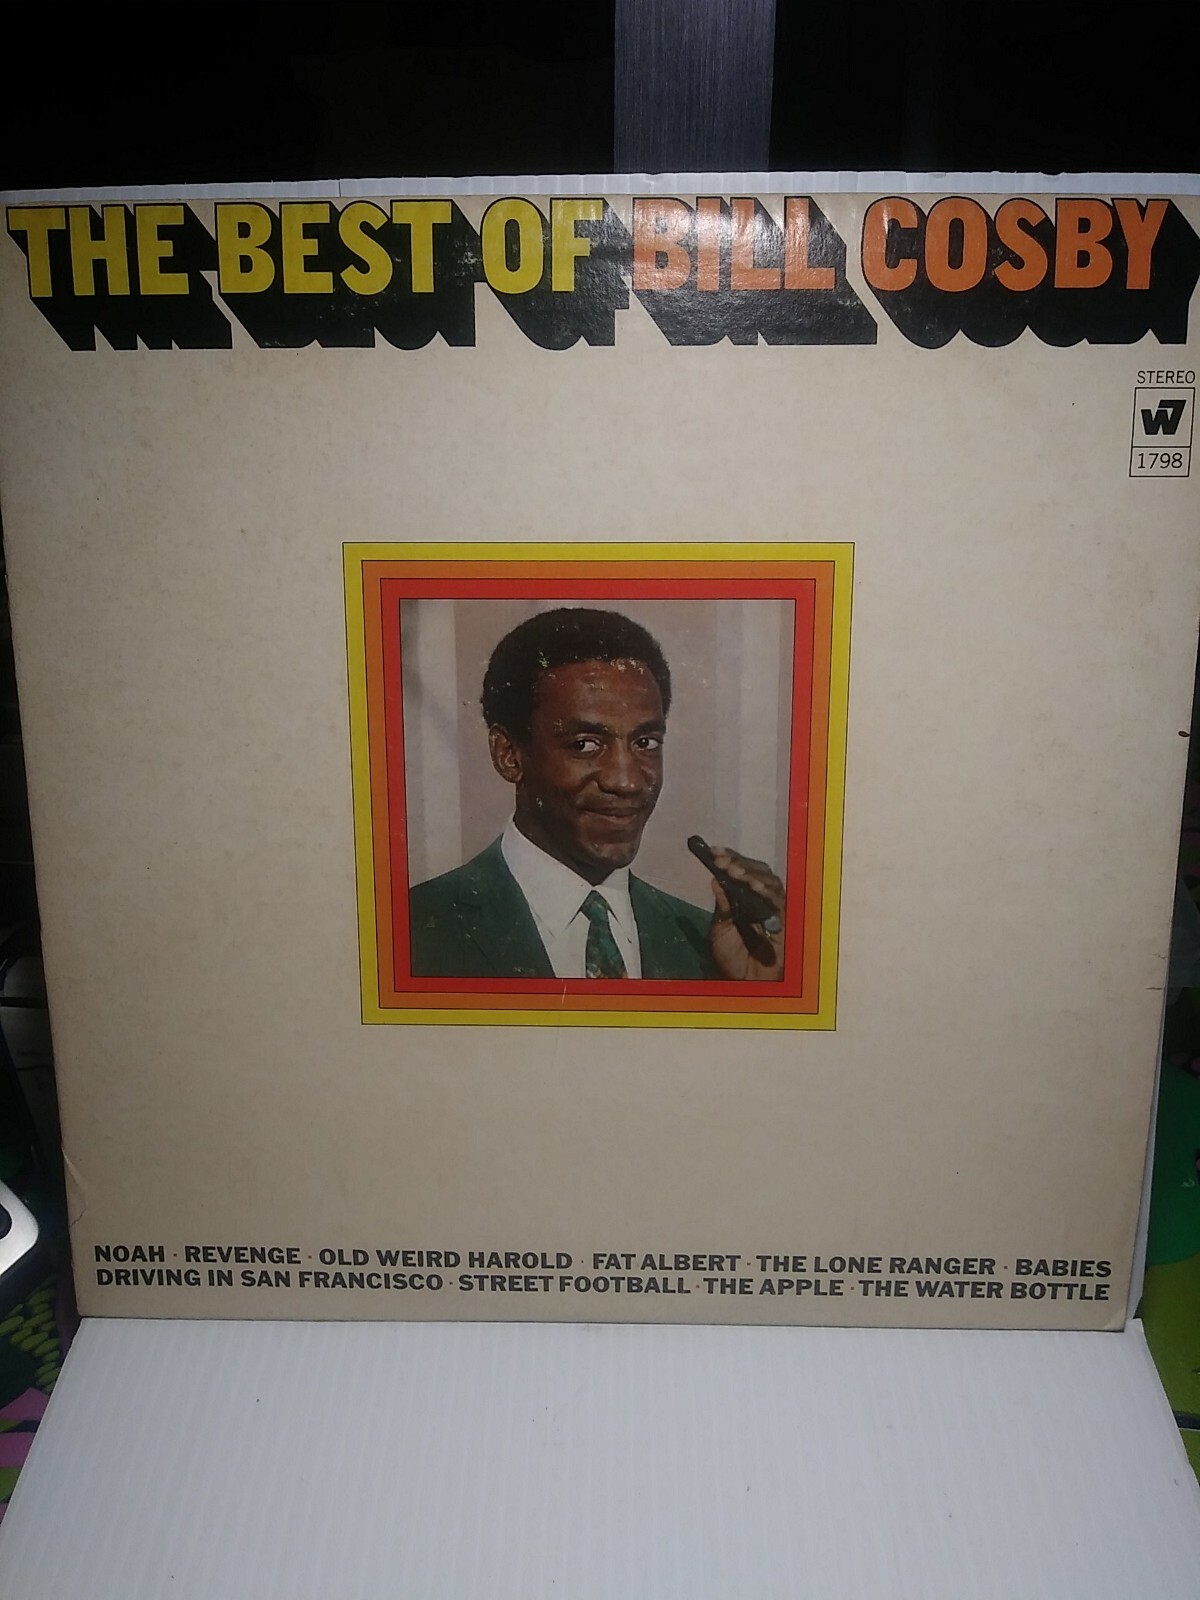 THE BEST OF BILL COSBY
STEREO
W7
1798
NOAH · REVENGE · OLD WEIRD HAROLD · FAT ALBERT · THE LONE RANGER · BABIES
DRIVING IN SAN FRANCISCO · STREET FOOTBALL · THE APPLE · THE WATER BOTTLE